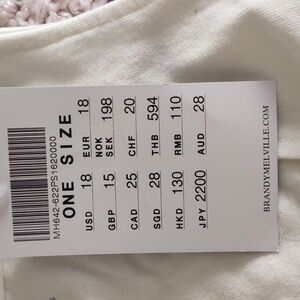 MH642-622PS1620000
ONE SIZE
USD 18 EUR 18
GBP 15 NOK SEK 198
CAD 25 CHF 20
SGD 28 THB 594
HKD 130 RMB 110
JPY 2200 AUD 28
BRANDYMELVILLE.COM